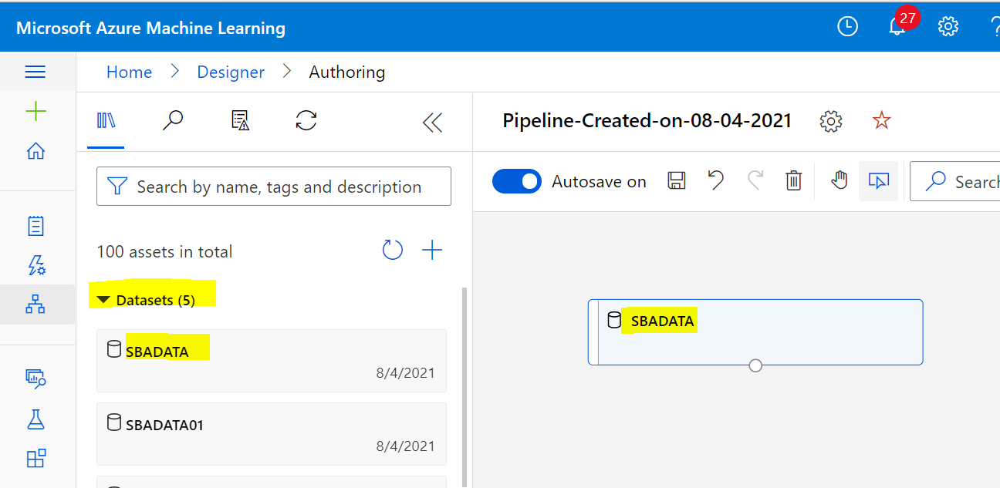 Microsoft Azure Machine Learning
27
Home > Designer > Authoring
Pipeline-Created-on-08-04-2021
Search by name, tags and description
Autosave on
Search
100 assets in total
Datasets (5)
SBADATA
8/4/2021
SBADATA01
8/4/2021
SBADATA